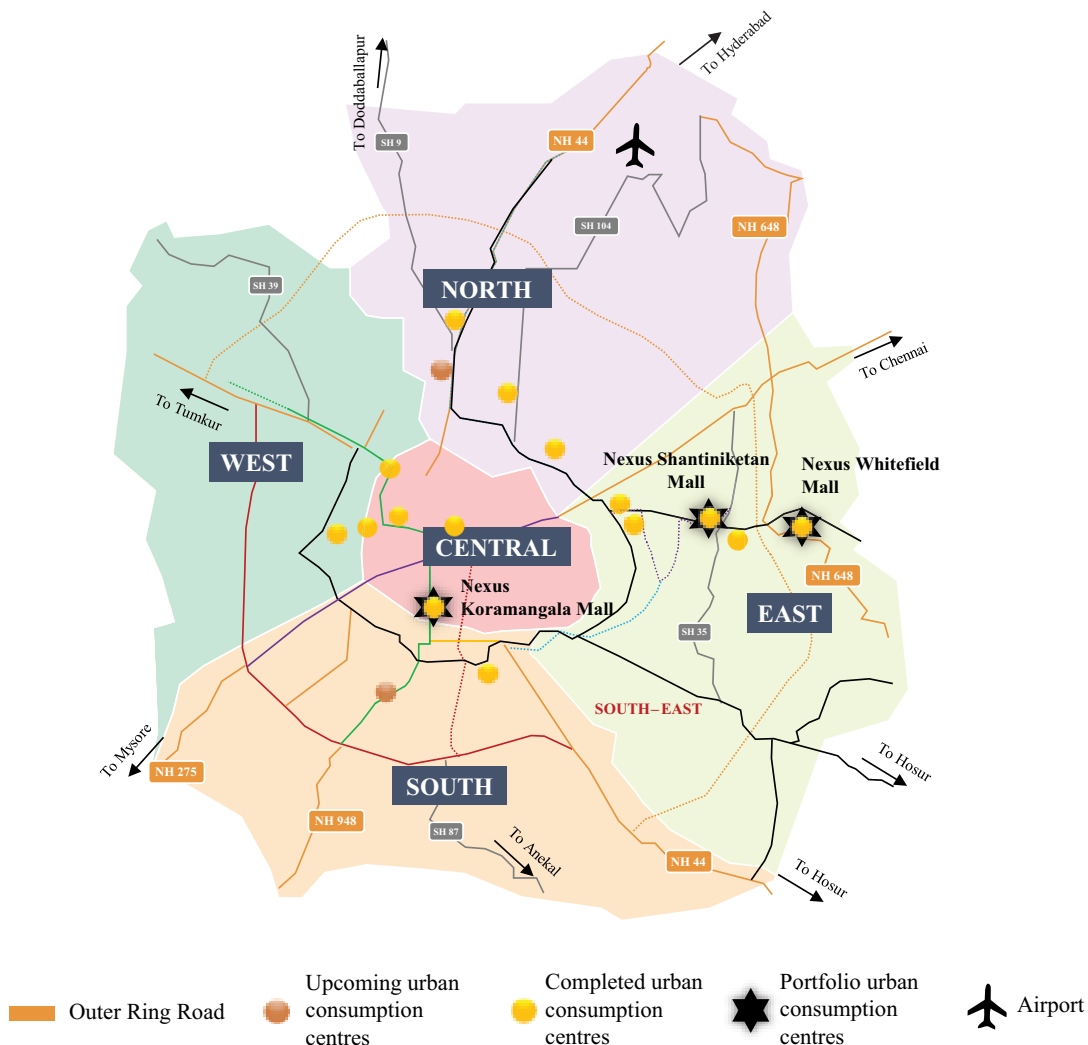 To Hyderabad
To Doddaballapur
SH 9
NH 44
SH 104
NH 648
SH 39
NORTH
To Chennai
To Tumkur
WEST
Nexus Shantiniketan
Mall
Nexus Whitefield
Mall
CENTRAL
Nexus
Koramangala Mall
NH 648
EAST
SH 35
SOUTH–EAST
To Mysore
NH 275
To Hosur
SOUTH
NH 948
SH 87
To Anekal
NH 44
To Hosur
Outer Ring Road
Upcoming urban
consumption
centres
Completed urban
consumption
centres
Portfolio urban
consumption
centres
Airport